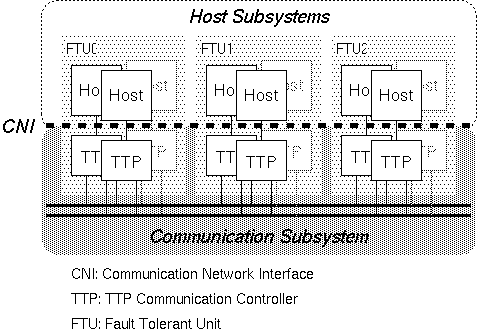 Host Subsystems
FTU0 FTU1 FTU2
Host Host Host
CNI
TTP TTP TTP
Communication Subsystem
CNI: Communication Network Interface
TTP: TTP Communication Controller
FTU: Fault Tolerant Unit